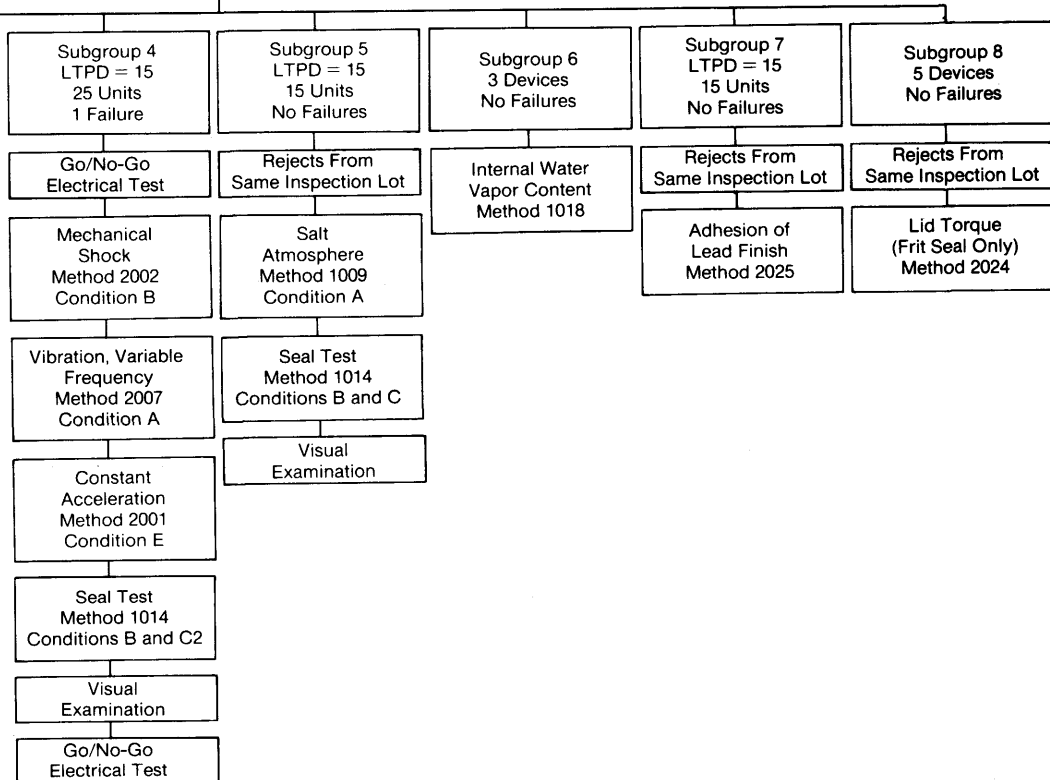 Subgroup 4
LTPD = 15
25 Units
1 Failure
Go/No-Go
Electrical Test
Mechanical
Shock
Method 2002
Condition B
Vibration, Variable
Frequency
Method 2007
Condition A
Constant
Acceleration
Method 2001
Condition E
Seal Test
Method 1014
Conditions B and C2
Visual
Examination
Go/No-Go
Electrical Test
Subgroup 5
LTPD = 15
15 Units
No Failures
Rejects From
Same Inspection Lot
Salt
Atmosphere
Method 1009
Condition A
Seal Test
Method 1014
Conditions B and C
Visual
Examination
Subgroup 6
3 Devices
No Failures
Internal Water
Vapor Content
Method 1018
Subgroup 7
LTPD = 15
15 Units
No Failures
Rejects From
Same Inspection Lot
Adhesion of
Lead Finish
Method 2025
Subgroup 8
5 Devices
No Failures
Rejects From
Same Inspection Lot
Lid Torque
(Frit Seal Only)
Method 2024